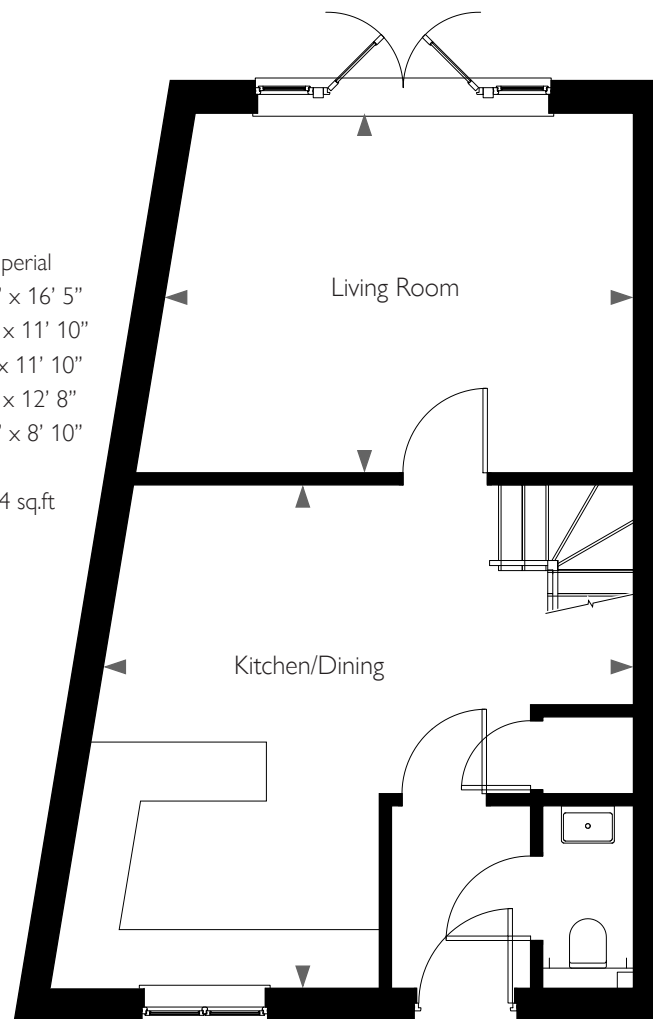 perial
’ x 16’ 5”
x 11’ 10”
x 11’ 10”
x 12’ 8”
’ x 8’ 10”
4 sq.ft
Living Room
Kitchen/Dining